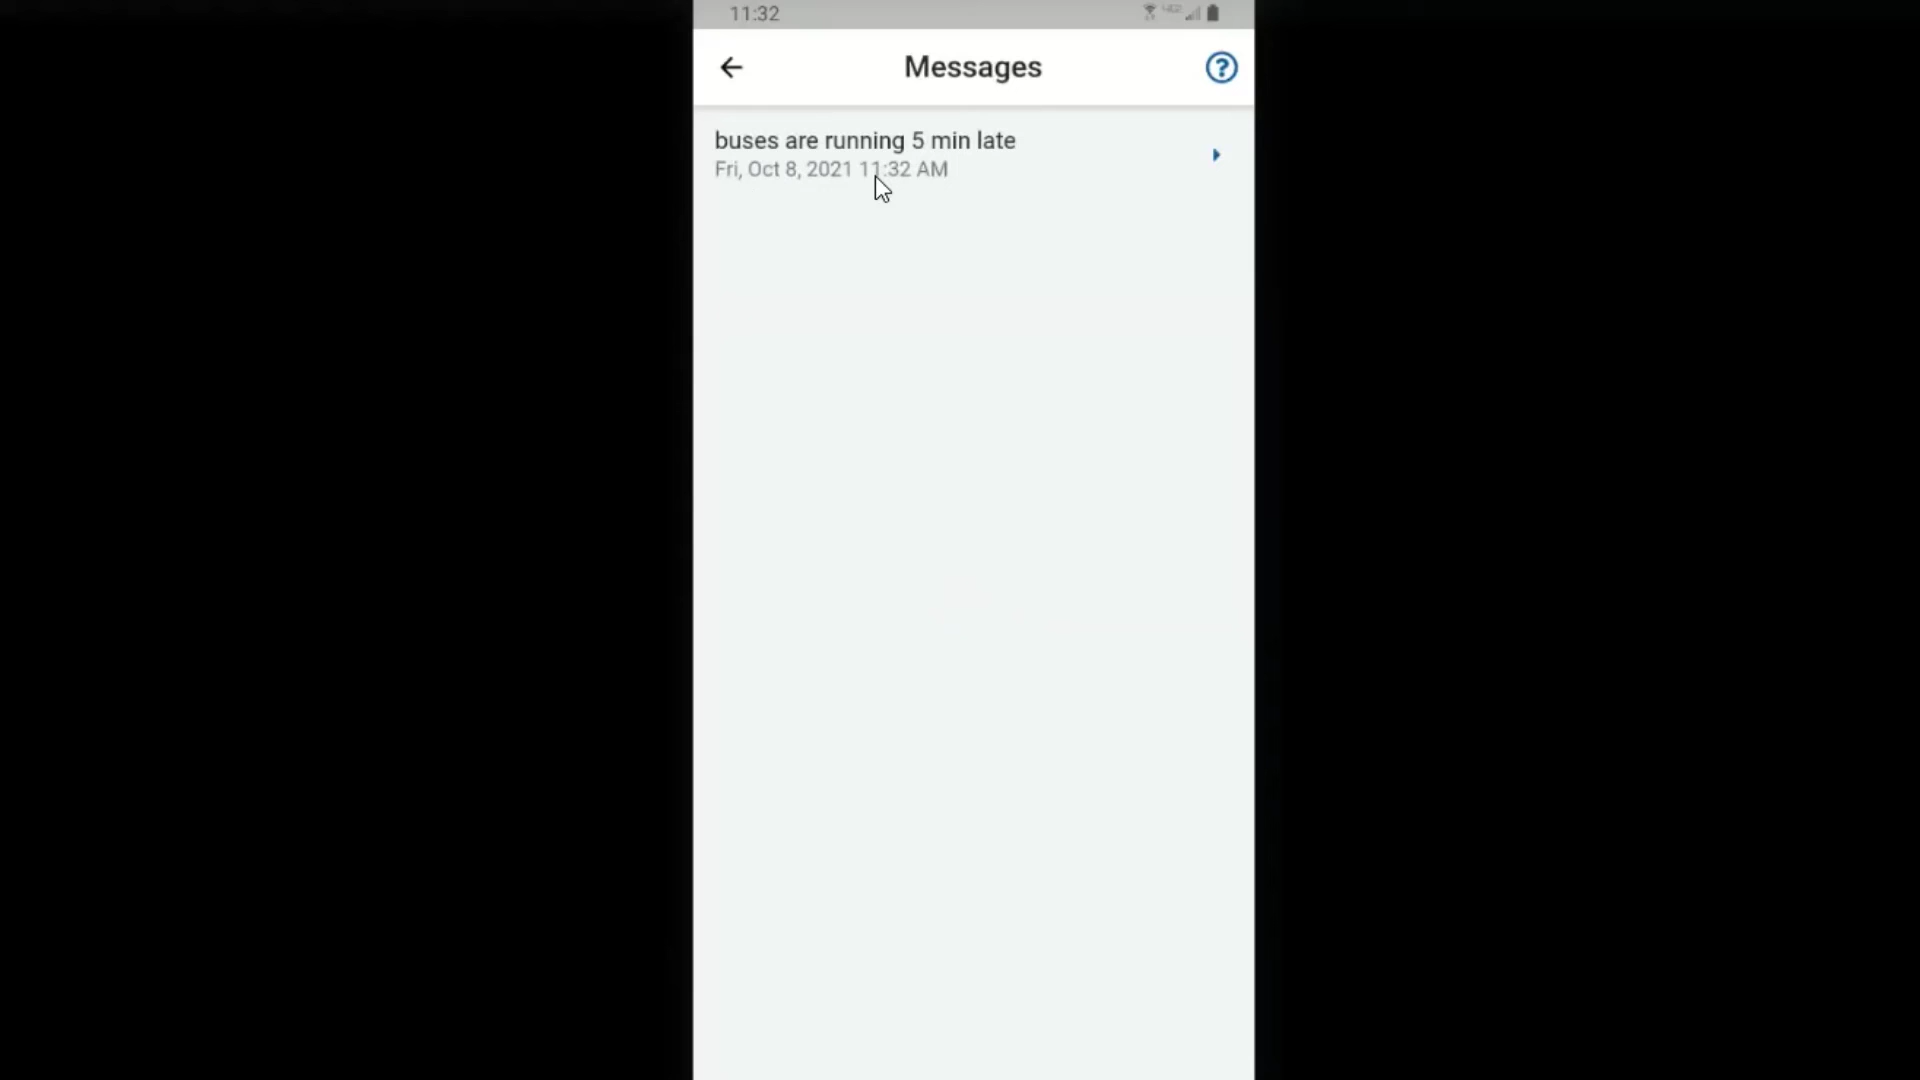 11:32
Messages
?
buses are running 5 min late
Fri, Oct 8, 2021 11:32 AM